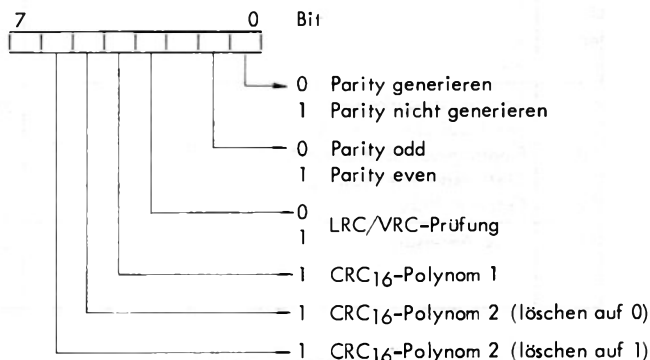 7 0 Bit
0 Parity generieren
1 Parity nicht generieren
0 Parity odd
1 Parity even
0
1 LRC/VRC-Prüfung
1 CRC16-Polynom 1
1 CRC16-Polynom 2 (löschen auf 0)
1 CRC16-Polynom 2 (löschen auf 1)